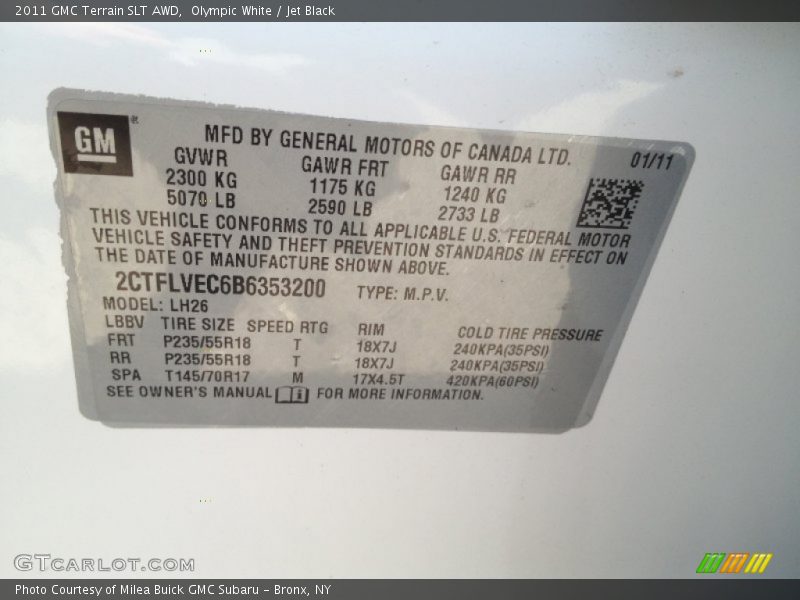 2011 GMC Terrain SLT AWD,  Olympic White / Jet Black
GM ®
MFD BY GENERAL MOTORS OF CANADA LTD. 01/11
GVWR GAWR FRT GAWR RR
2300 KG 1175 KG 1240 KG
5070 LB 2590 LB 2733 LB
THIS VEHICLE CONFORMS TO ALL APPLICABLE U.S. FEDERAL MOTOR
VEHICLE SAFETY AND THEFT PREVENTION STANDARDS IN EFFECT ON
THE DATE OF MANUFACTURE SHOWN ABOVE.
2CTFLVEC6B6353200 TYPE: M.P.V.
MODEL: LH26
LBBV TIRE SIZE SPEED RTG RIM COLD TIRE PRESSURE
FRT P235/55R18 T 18X7J 240KPA(35PSI)
RR P235/55R18 T 18X7J 240KPA(35PSI)
SPA T145/70R17 M 17X4.5T 420KPA(60PSI)
SEE OWNER'S MANUAL i FOR MORE INFORMATION.
GTCARLOT.COM
Photo Courtesy of Milea Buick GMC Subaru - Bronx, NY